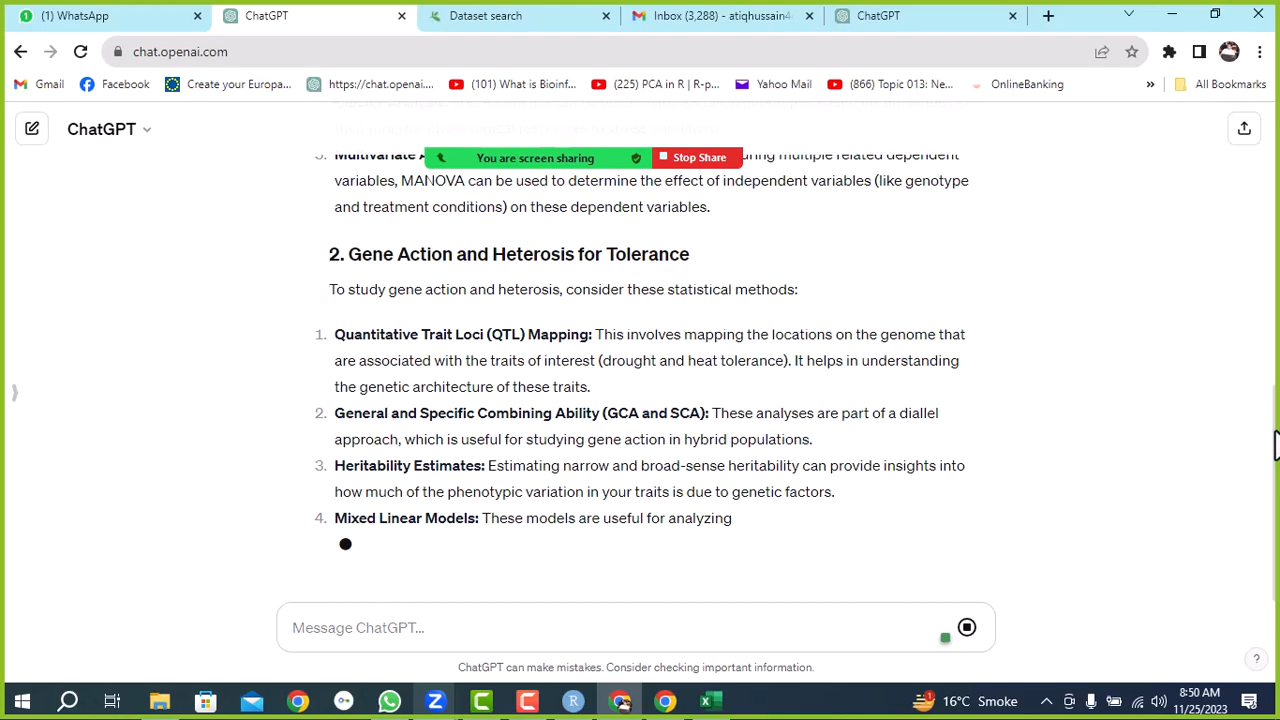 (1) WhatsApp
ChatGPT
Dataset search
Inbox (3,288) - atiqhussain4
ChatGPT
chat.openai.com
Gmail
Facebook
Create your Europa...
https://chat.openai....
(101) What is Bioinf...
(225) PCA in R | R-p...
Yahoo Mail
(866) Topic 013: Ne...
OnlineBanking
All Bookmarks
ChatGPT
You are screen sharing
Stop Share
3. Multivariate A uring multiple related dependent
variables, MANOVA can be used to determine the effect of independent variables (like genotype
and treatment conditions) on these dependent variables.
2. Gene Action and Heterosis for Tolerance
To study gene action and heterosis, consider these statistical methods:
1. Quantitative Trait Loci (QTL) Mapping: This involves mapping the locations on the genome that
are associated with the traits of interest (drought and heat tolerance). It helps in understanding
the genetic architecture of these traits.
2. General and Specific Combining Ability (GCA and SCA): These analyses are part of a diallel
approach, which is useful for studying gene action in hybrid populations.
3. Heritability Estimates: Estimating narrow and broad-sense heritability can provide insights into
how much of the phenotypic variation in your traits is due to genetic factors.
4. Mixed Linear Models: These models are useful for analyzing
Message ChatGPT...
ChatGPT can make mistakes. Consider checking important information.
?
16°C Smoke
8:50 AM
11/25/2023